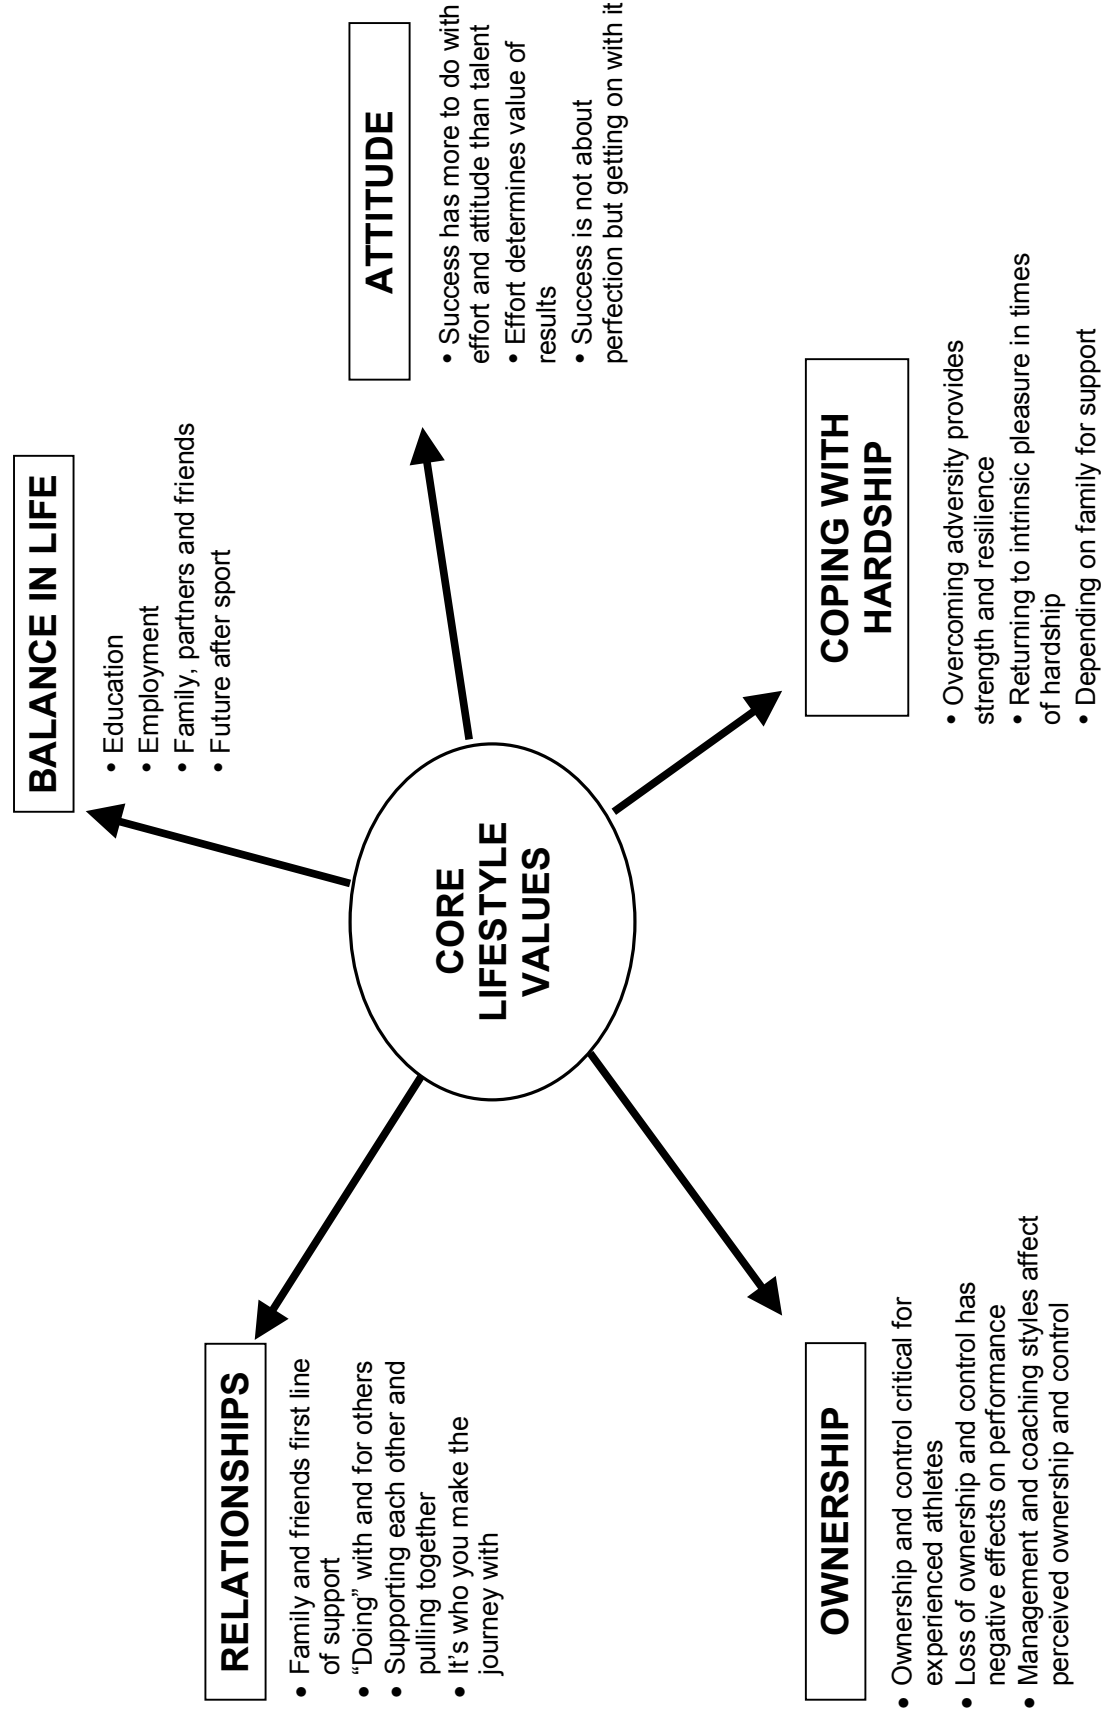 BALANCE IN LIFE
• Education
• Employment
• Family, partners and friends
• Future after sport
RELATIONSHIPS
• Family and friends first line
of support
• “Doing” with and for others
• Supporting each other and
pulling together
• It’s who you make the
journey with
ATTITUDE
• Success has more to do with
effort and attitude than talent
• Effort determines value of
results
• Success is not about
perfection but getting on with it
CORE
LIFESTYLE
VALUES
OWNERSHIP
• Ownership and control critical for
experienced athletes
• Loss of ownership and control has
negative effects on performance
• Management and coaching styles affect
perceived ownership and control
COPING WITH
HARDSHIP
• Overcoming adversity provides
strength and resilience
• Returning to intrinsic pleasure in times
of hardship
• Depending on family for support